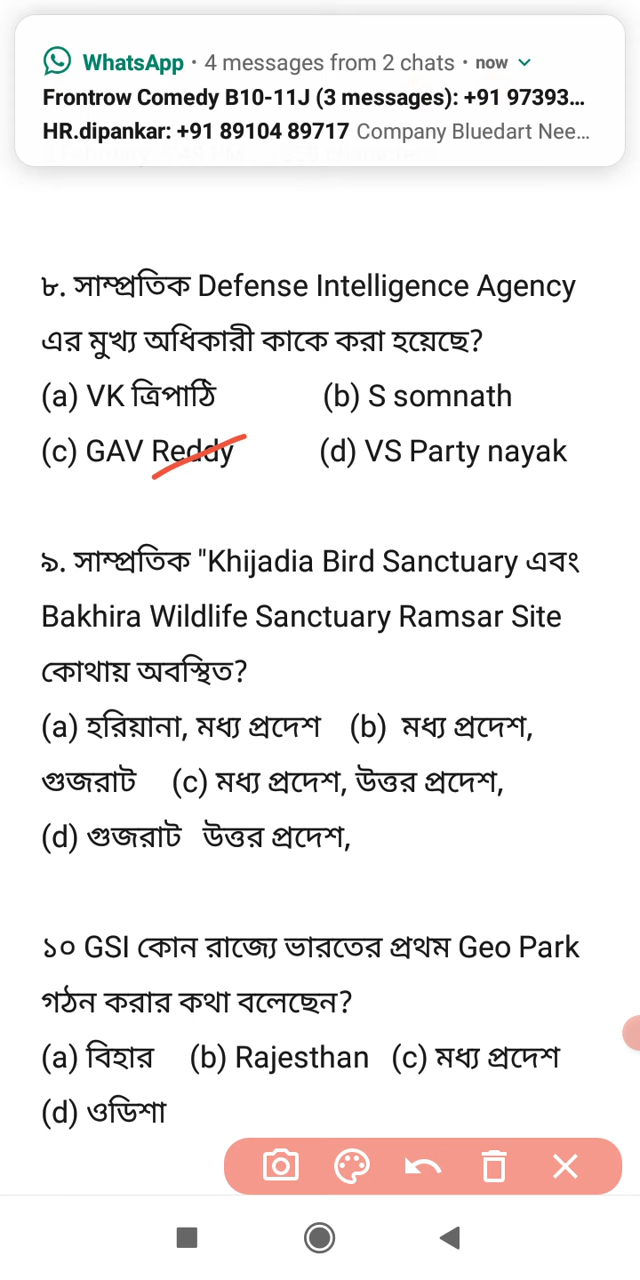 WhatsApp • 4 messages from 2 chats • now
Frontrow Comedy B10-11J (3 messages): +91 97393...
HR.dipankar: +91 89104 89717 Company Bluedart Nee...
৮. সাম্প্রতিক Defense Intelligence Agency
এর মুখ্য অধিকারী কাকে করা হয়েছে?
(a) VK ত্রিপাঠি (b) S somnath
(c) GAV Reddy (d) VS Party nayak
৯. সাম্প্রতিক "Khijadia Bird Sanctuary এবং
Bakhira Wildlife Sanctuary Ramsar Site
কোথায় অবস্থিত?
(a) হরিয়ানা, মধ্য প্রদেশ (b) মধ্য প্রদেশ,
গুজরাট (c) মধ্য প্রদেশ, উত্তর প্রদেশ,
(d) গুজরাট উত্তর প্রদেশ,
১০ GSI কোন রাজ্যে ভারতের প্রথম Geo Park
গঠন করার কথা বলেছেন?
(a) বিহার (b) Rajesthan (c) মধ্য প্রদেশ
(d) ওডিশা